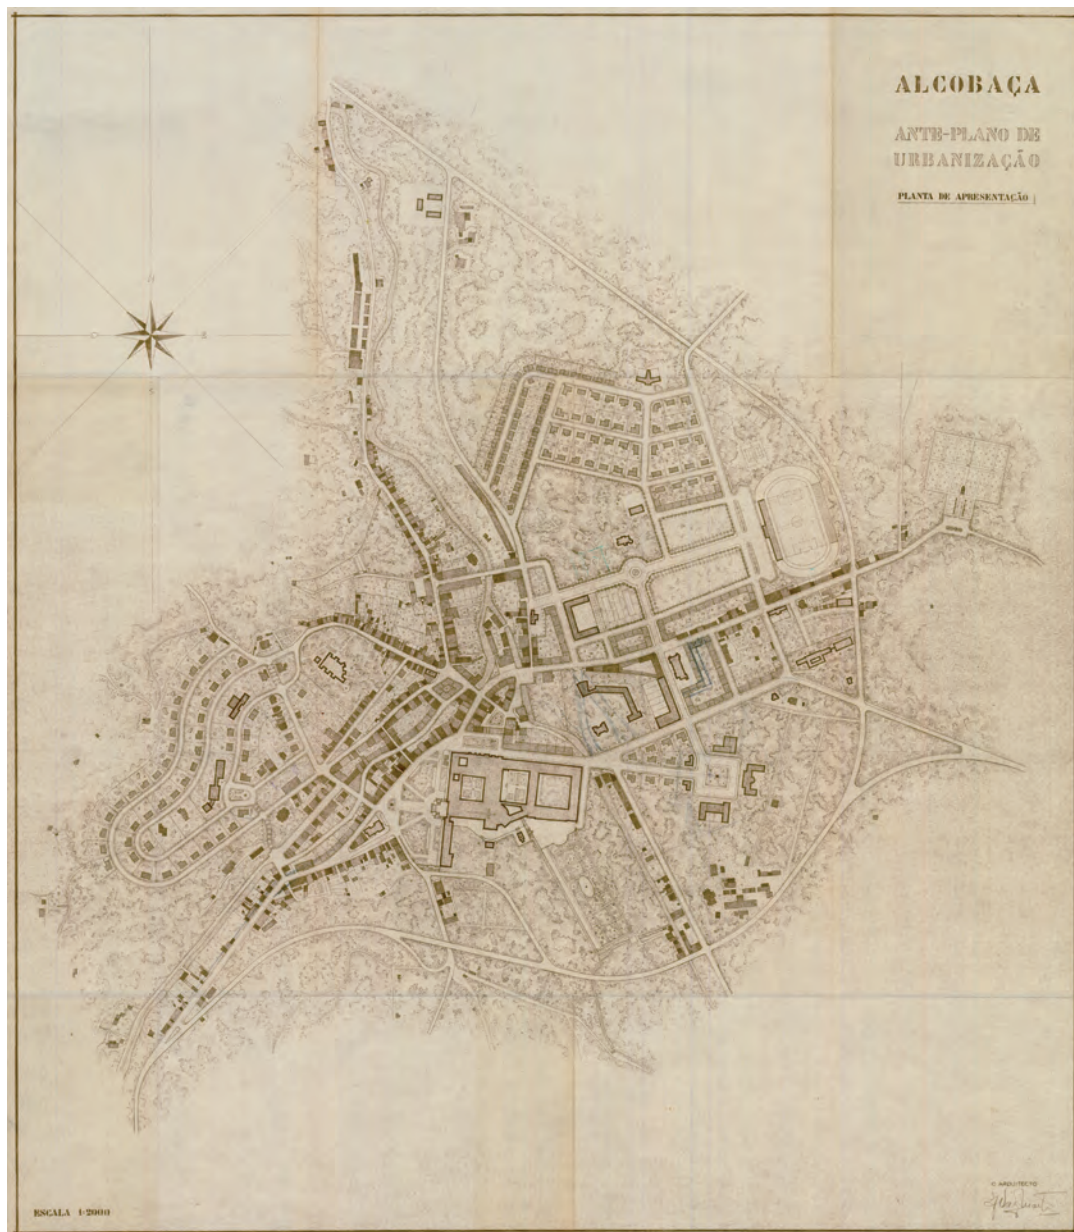 ALCOBAÇA
ANTE-PLANO DE
URBANIZAÇÃO
PLANTA DE APRESENTAÇÃO
ESCALA 1:2000
O ARQUITECTO